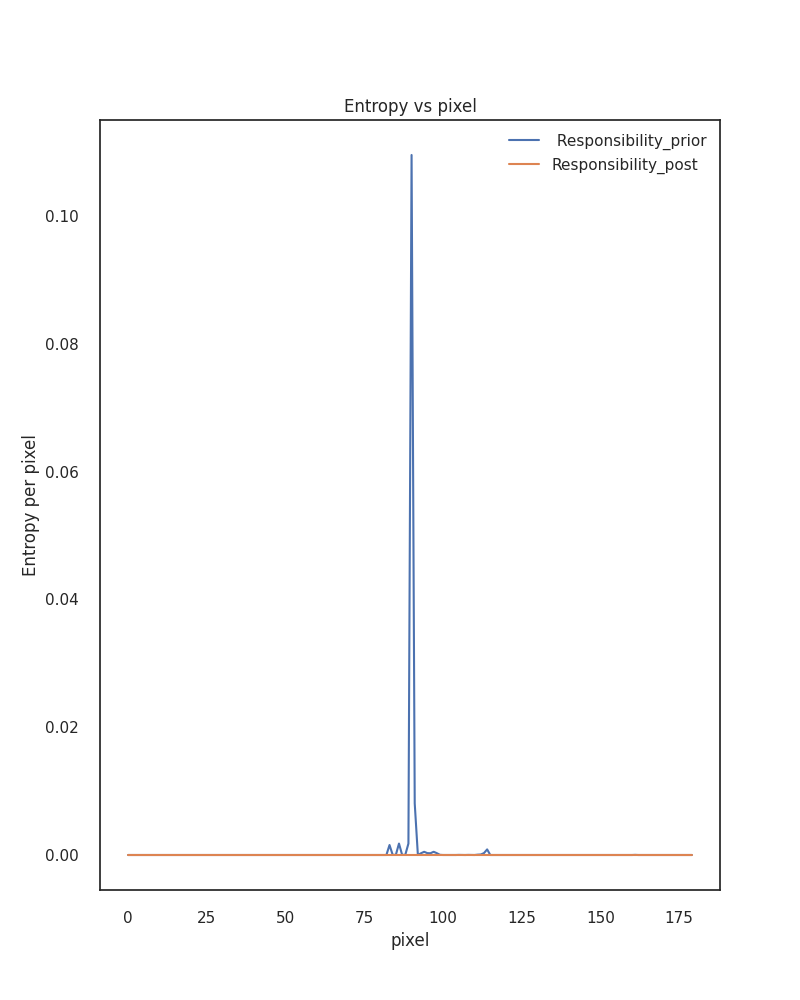 Entropy vs pixel
Responsibility_prior
Responsibility_post
Entropy per pixel
0.10
0.08
0.06
0.04
0.02
0.00
0 25 50 75 100 125 150 175
pixel